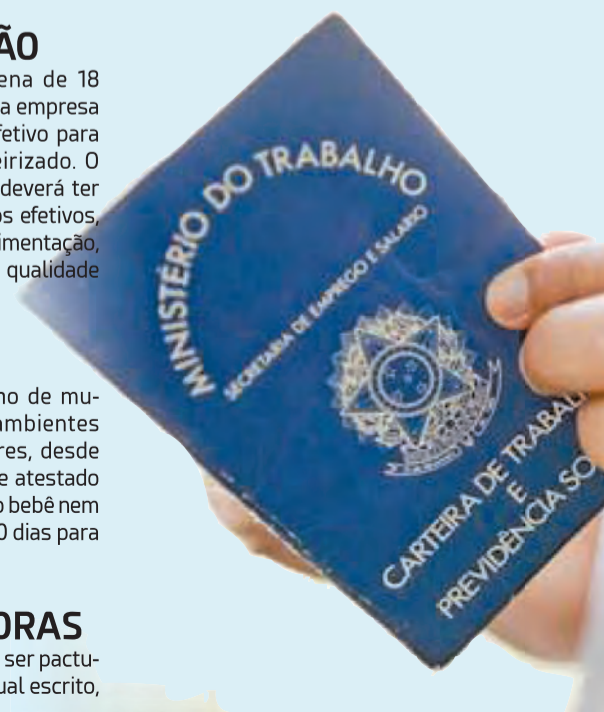 ÃO
ena de 18
a empresa
fetivo para
eirizado. O
deverá ter
os efetivos,
imentação,
qualidade
no de mu-
ambientes
res, desde
e atestado
o bebê nem
0 dias para
ORAS
ser pactu-
ual escrito,
MINISTÉRIO DO TRABALHO
SECRETARIA DE EMPREGO E SALÁRIO
CARTEIRA DE TRABALH
E
PREVIDÊNCIA SO